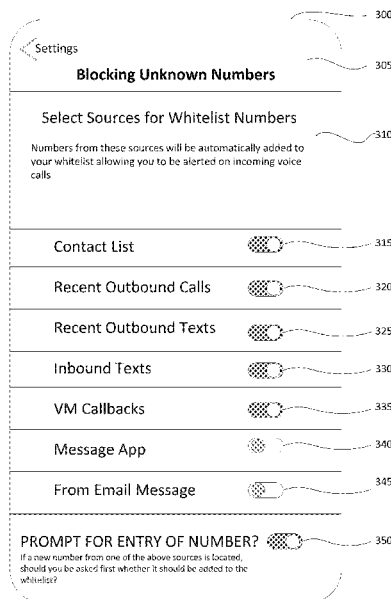 300
Settings
305
Blocking Unknown Numbers
Select Sources for Whitelist Numbers
310
Numbers from these sources will be automatically added to
your whitelist allowing you to be alerted on incoming voice
calls
Contact List 315
Recent Outbound Calls 320
Recent Outbound Texts 325
Inbound Texts 330
VM Callbacks 335
Message App 340
From Email Message 345
PROMPT FOR ENTRY OF NUMBER? 350
If a new number from one of the above sources is located,
should you be asked first whether it should be added to the
whitelist?